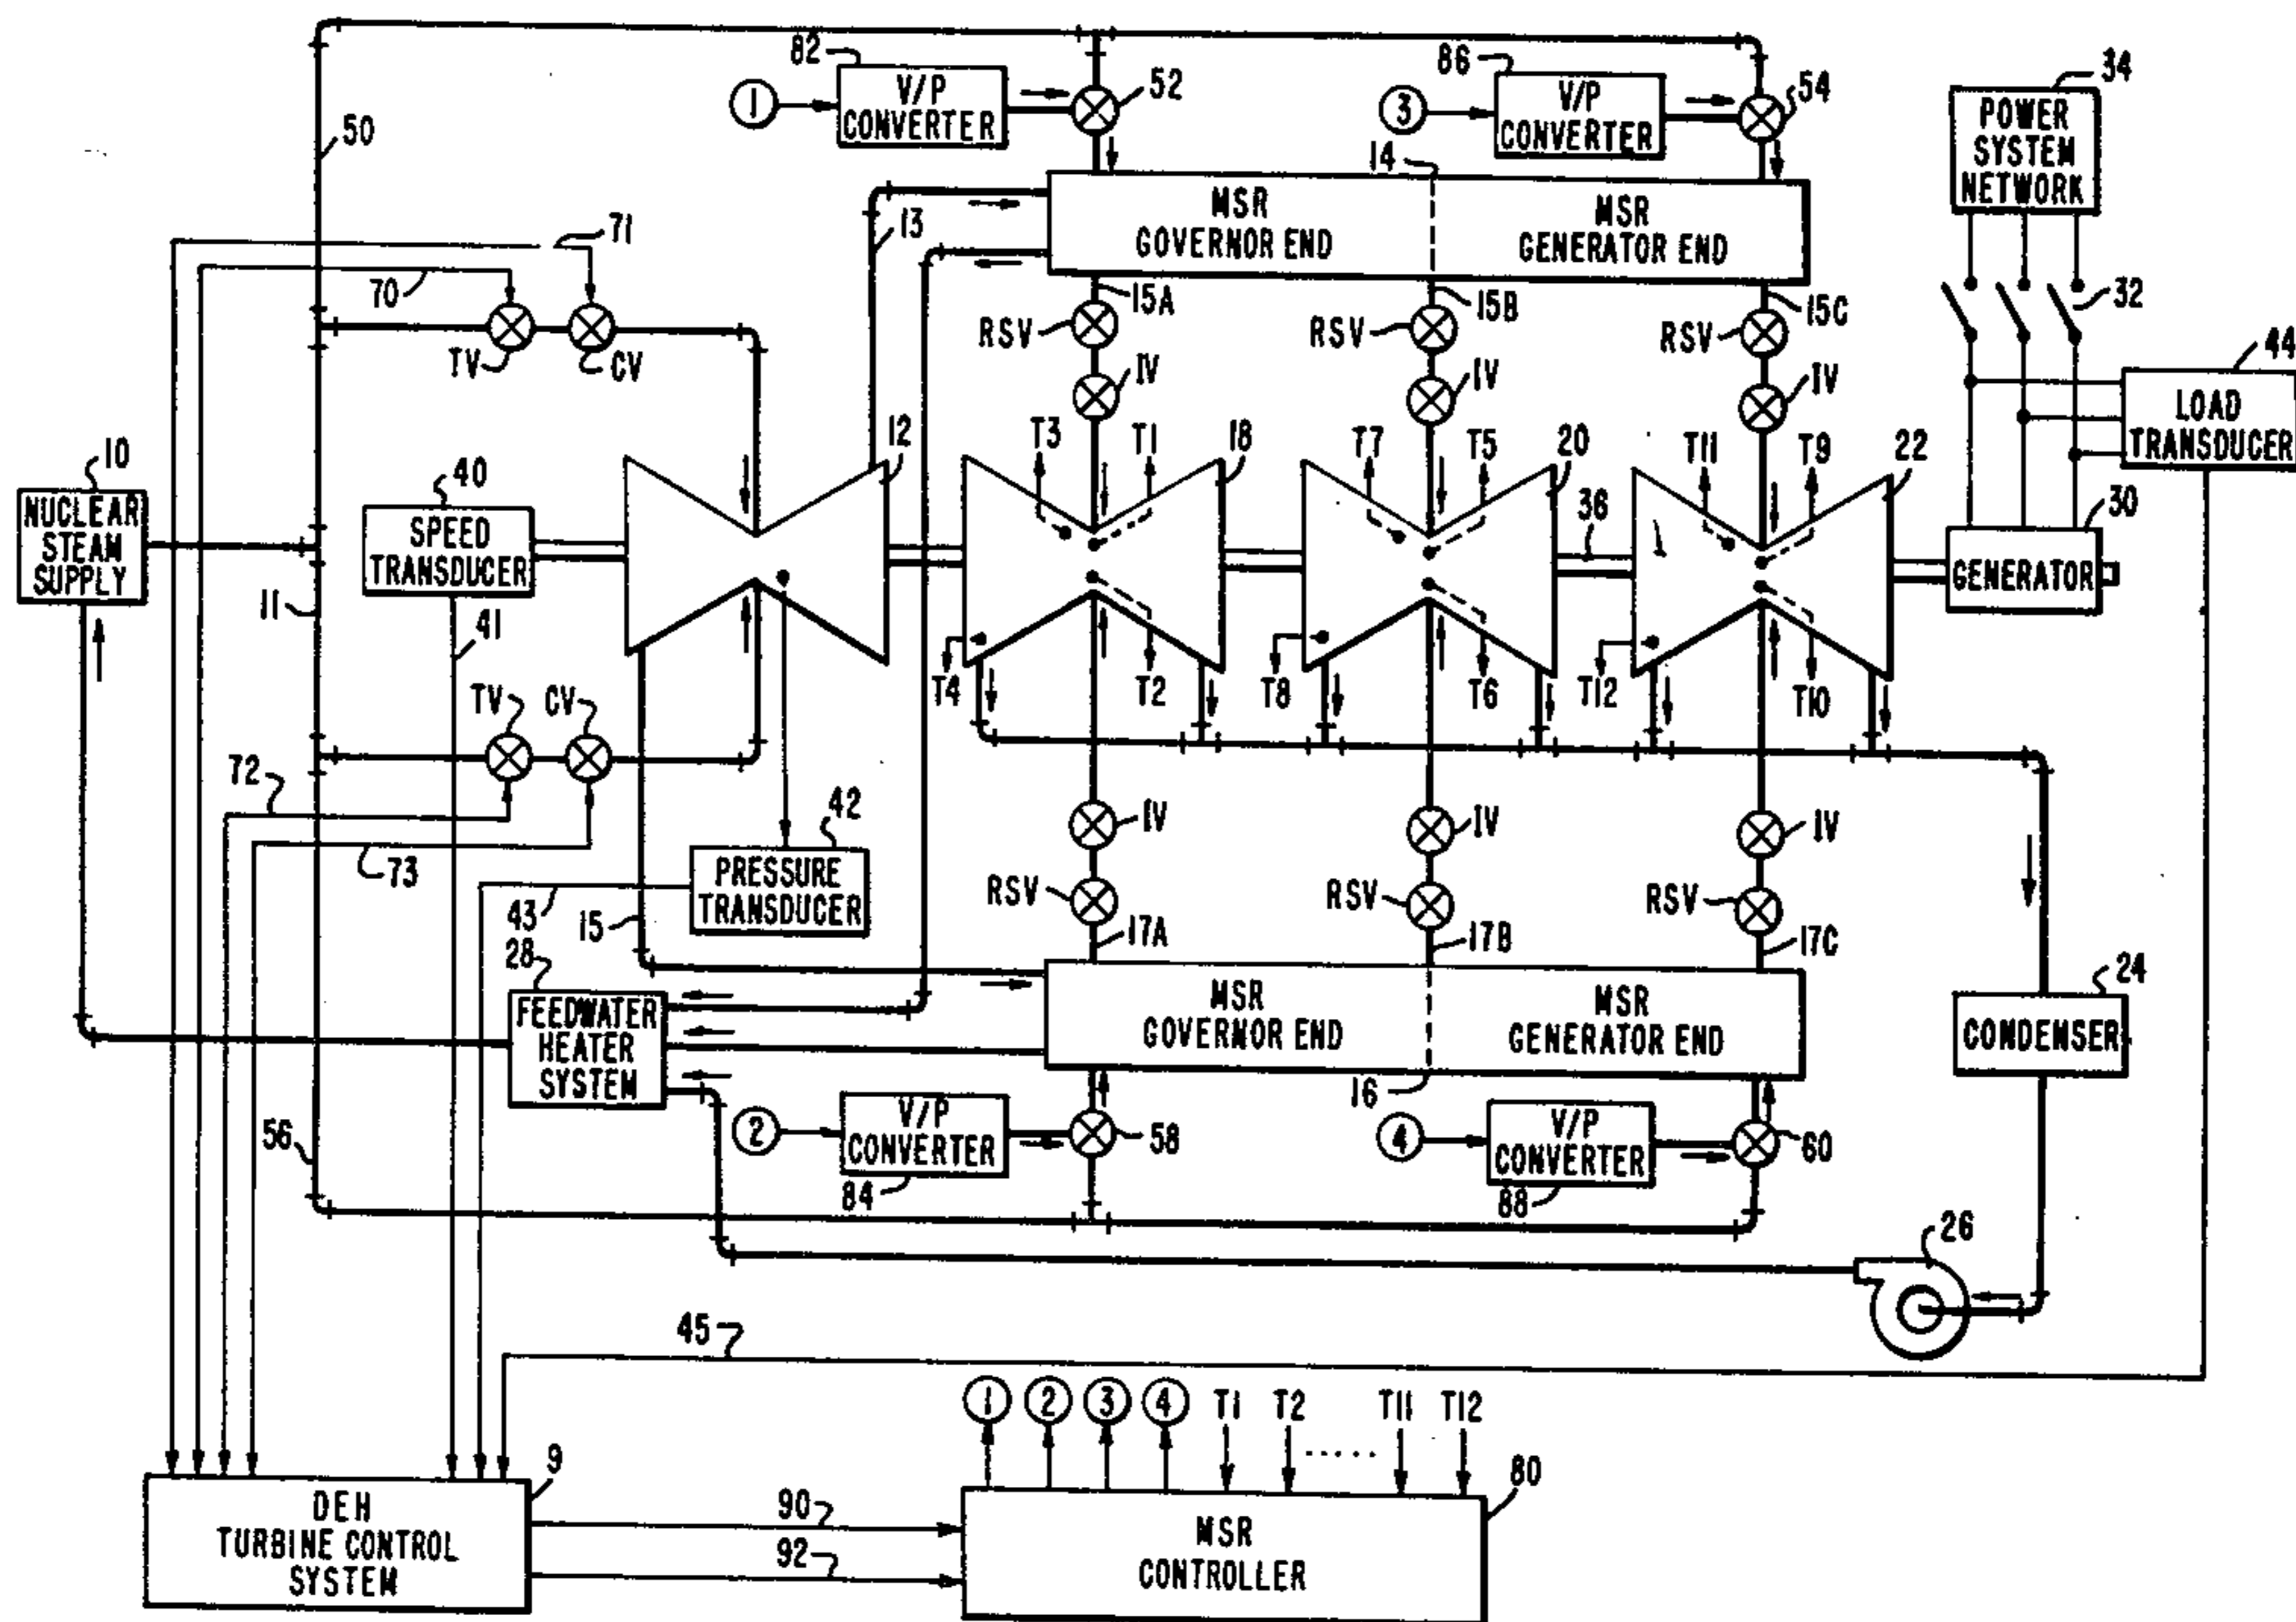 82
V/P
CONVERTER
1
52
86
V/P
CONVERTER
3
54
34
POWER
SYSTEM
NETWORK
50
71
70
13
14
MSR
GOVERNOR END
MSR
GENERATOR END
32
15A
15B
15C
RSV
RSV
RSV
TV
CV
IV
IV
IV
44
LOAD
TRANSDUCER
10
NUCLEAR
STEAM
SUPPLY
40
SPEED
TRANSDUCER
12
T3
T1
18
T7
T5
20
T11
T9
22
36
30
GENERATOR
11
41
T4
T2
T8
T6
T12
T10
TV
CV
72
73
42
PRESSURE
TRANSDUCER
43
15
IV
IV
IV
RSV
RSV
RSV
17A
17B
17C
28
FEEDWATER
HEATER
SYSTEM
MSR
GOVERNOR END
MSR
GENERATOR END
16
24
CONDENSER
56
2
V/P
CONVERTER
84
58
4
V/P
CONVERTER
88
60
26
45
1
2
3
4
T1
T2
.....
T11
T12
9
DEH
TURBINE CONTROL
SYSTEM
90
92
80
MSR
CONTROLLER